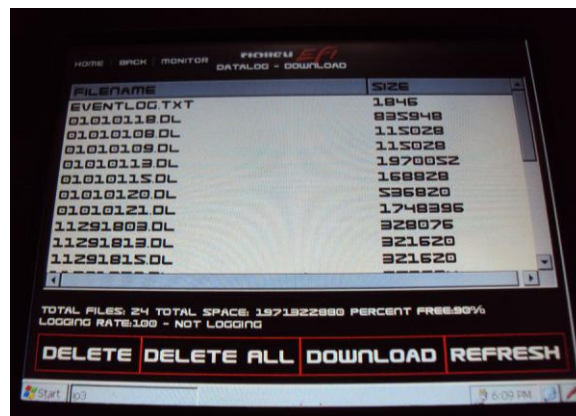 HOME BACK MONITOR EFI
DATALOG - DOWNLOAD
FILENAME SIZE
EVENTLOG.TXT 1846
01010118.DL 835948
01010108.DL 115028
01010109.DL 115028
01010113.DL 1970052
01010115.DL 168828
01010120.DL 536820
01010121.DL 1748396
11291803.DL 328076
11291813.DL 321620
11291815.DL 321620
TOTAL FILES: 24 TOTAL SPACE: 1971322880 PERCENT FREE:90%
LOGGING RATE:100 - NOT LOGGING
DELETE DELETE ALL DOWNLOAD REFRESH
Start ip3 6:09 PM